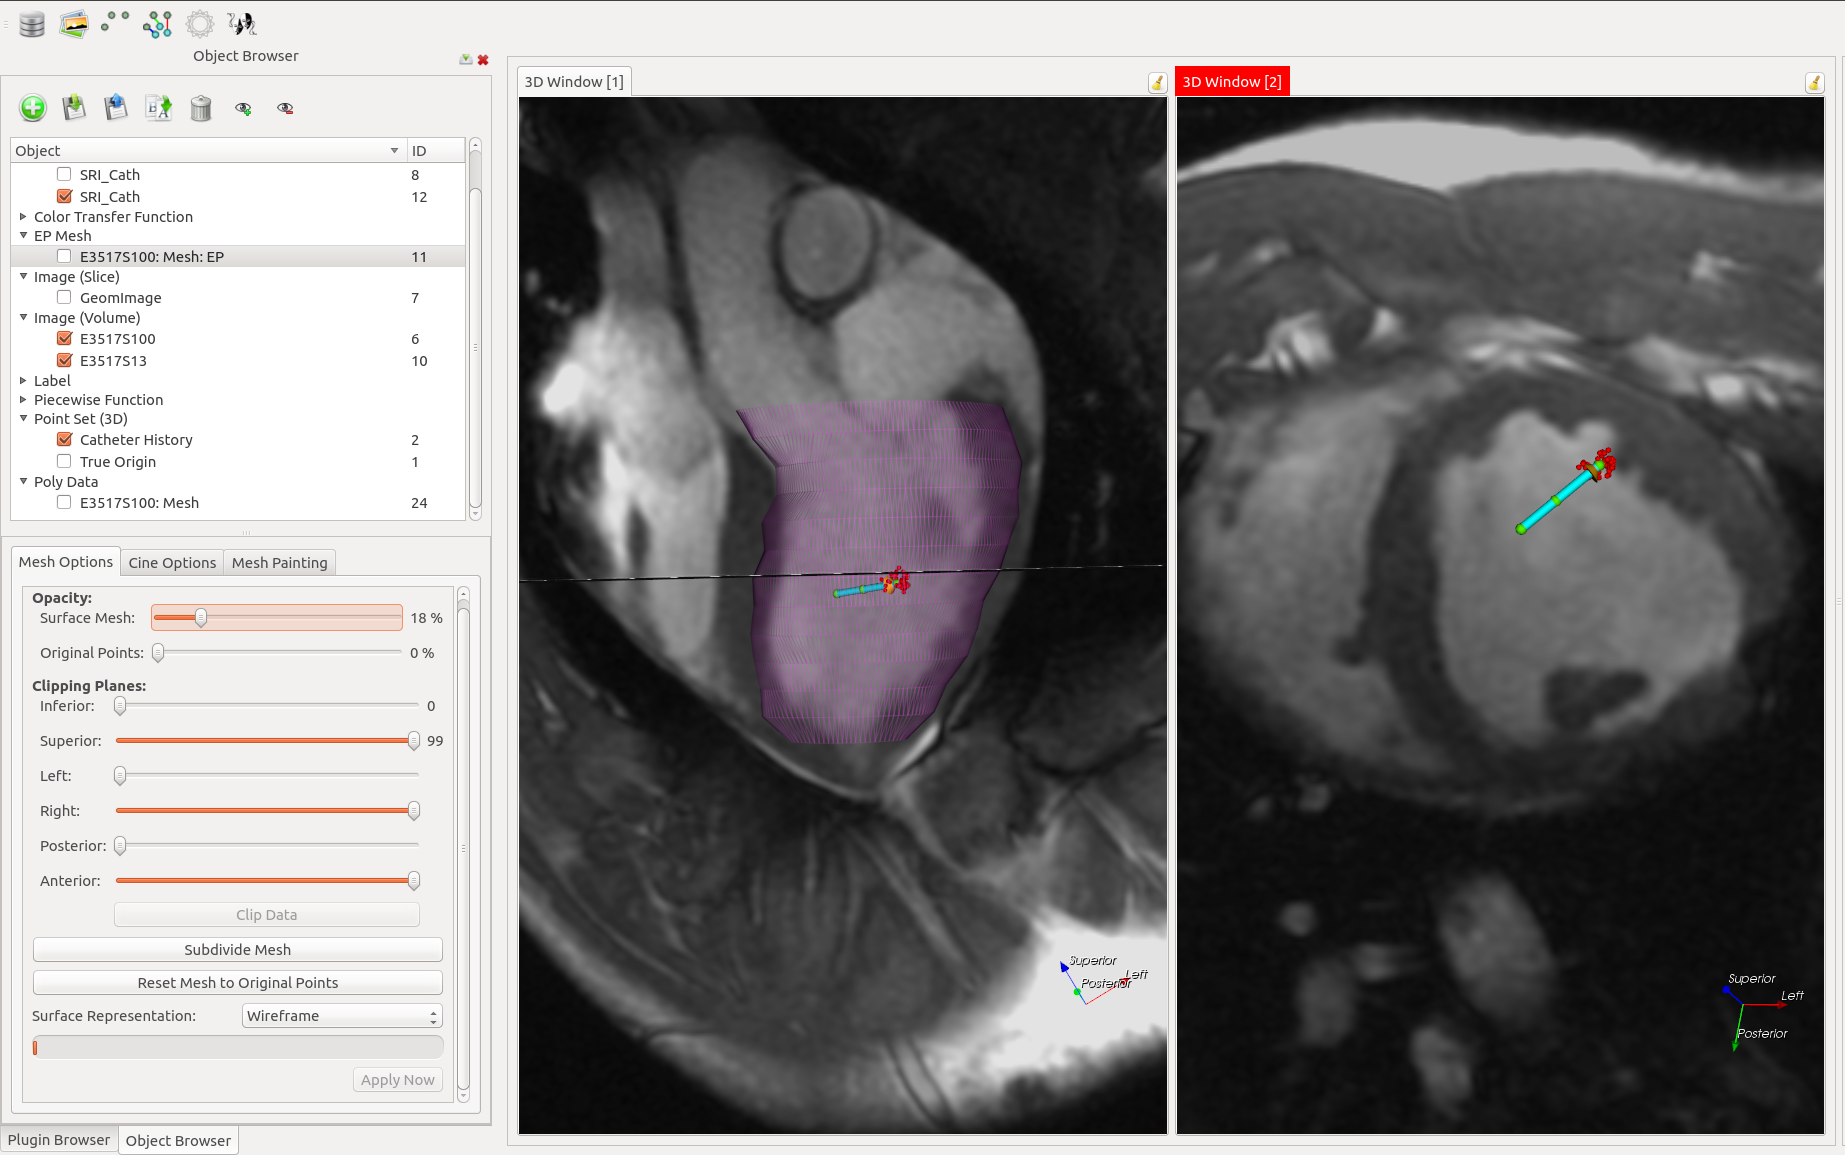 Object Browser
Object ID
SRI_Cath 8
SRI_Cath 12
Color Transfer Function
EP Mesh
E3517S100: Mesh: EP 11
Image (Slice)
GeomImage 7
Image (Volume)
E3517S100 6
E3517S13 10
Label
Piecewise Function
Point Set (3D)
Catheter History 2
True Origin 1
Poly Data
E3517S100: Mesh 24
Mesh Options Cine Options Mesh Painting
Opacity:
Surface Mesh: 18 %
Original Points: 0 %
Clipping Planes:
Inferior: 0
Superior: 99
Left:
Right:
Posterior:
Anterior:
Clip Data
Subdivide Mesh
Reset Mesh to Original Points
Surface Representation: Wireframe
Apply Now
Plugin Browser Object Browser
3D Window [1]
Superior
Left
Posterior
3D Window [2]
Superior
Left
Posterior